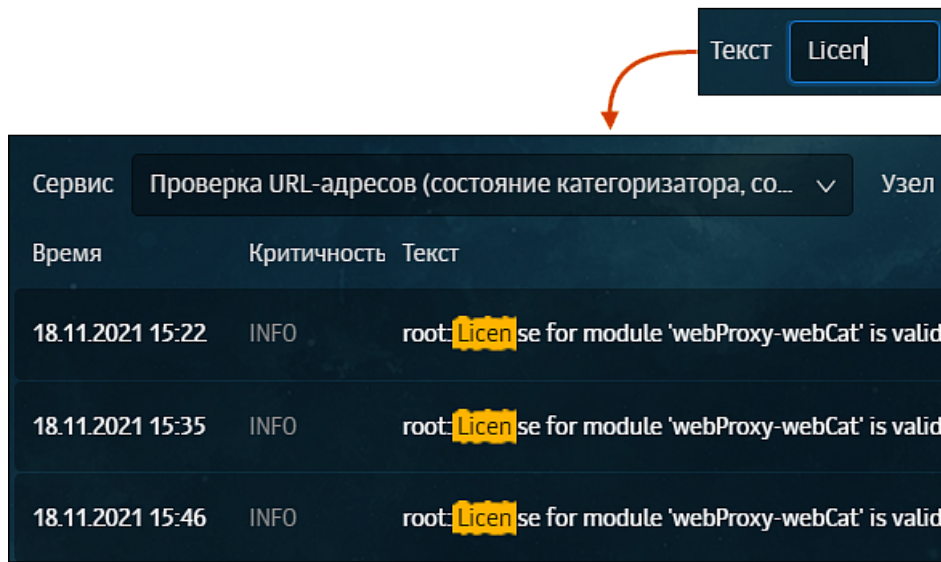 Текст Licen
Сервис Проверка URL-адресов (состояние категоризатора, со... Узел
Время Критичность Текст
18.11.2021 15:22 INFO root: License for module 'webProxy-webCat' is valid
18.11.2021 15:35 INFO root: License for module 'webProxy-webCat' is valid
18.11.2021 15:46 INFO root: License for module 'webProxy-webCat' is valid